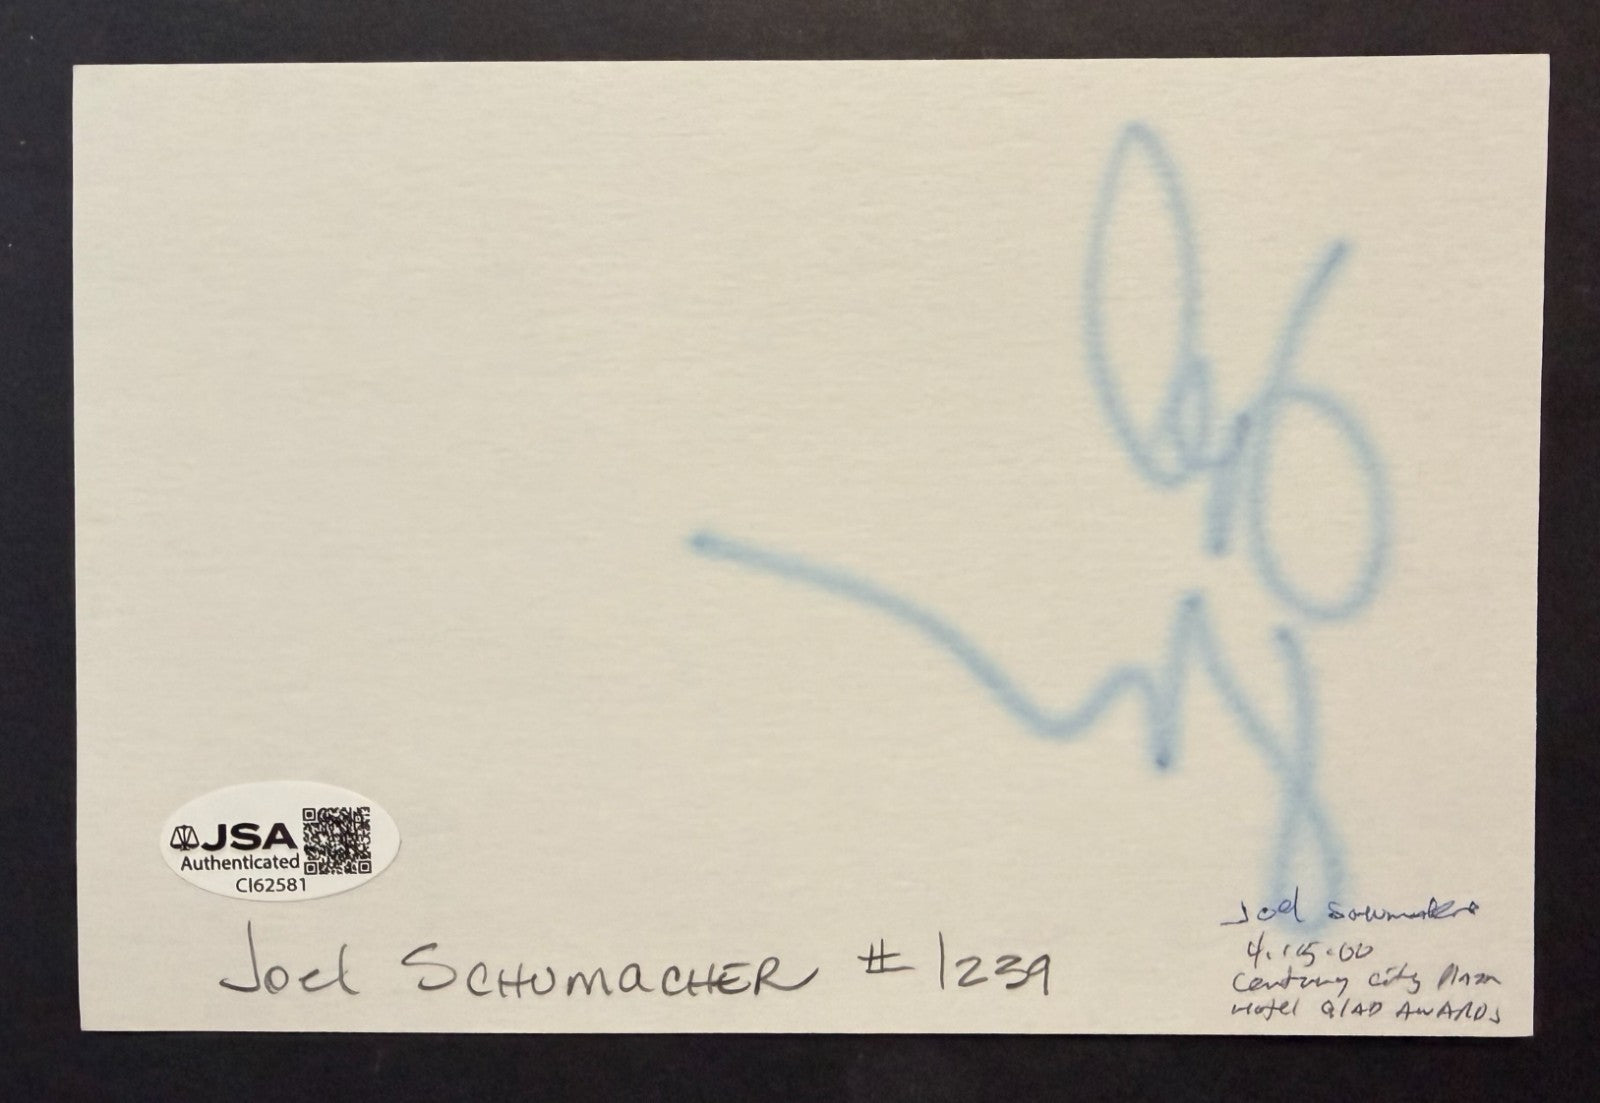 JSA
Authenticated
CI62581
Joel SCHUMACHER # 1239
Joel Schumacher
4.15.00
Century City Plaza
Hotel GLAD AWARDS